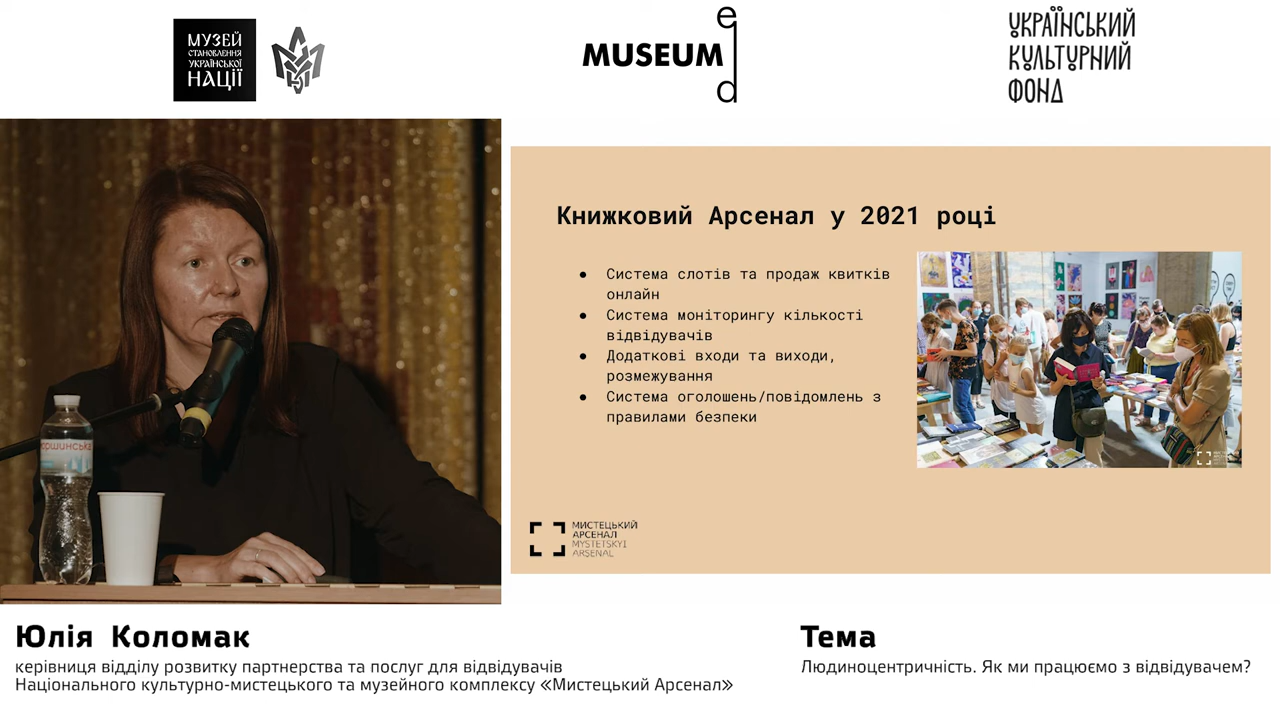 МУЗЕЙ
СТАНОВЛЕННЯ
УКРАЇНСЬКОЇ
НАЦІЇ
MUSEUM
ed
УКРАЇНСЬКИЙ
КУЛЬТУРНИЙ
ФОНД
Книжковий Арсенал у 2021 році
● Система слотів та продаж квитків
онлайн
● Система моніторингу кількості
відвідувачів
● Додаткові входи та виходи,
розмежування
● Система оголошень/повідомлень з
правилами безпеки
МИСТЕЦЬКИЙ
АРСЕНАЛ
MYSTETSKYI
ARSENAL
Юлія Коломак
керівниця відділу розвитку партнерства та послуг для відвідувачів
Національного культурно-мистецького та музейного комплексу «Мистецький Арсенал»
Тема
Людиноцентричність. Як ми працюємо з відвідувачем?